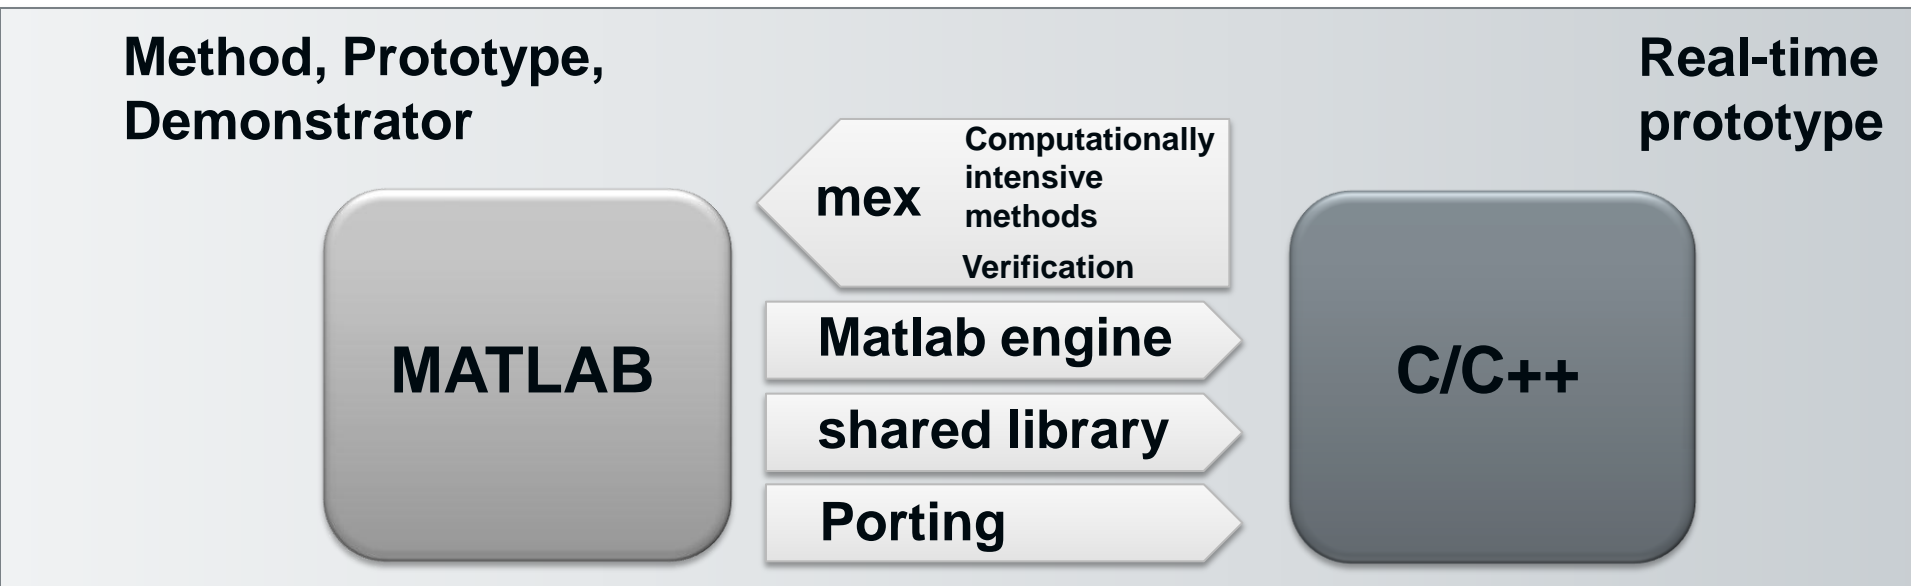 Method, Prototype,
Demonstrator
Real-time
prototype
MATLAB
mex
Computationally
intensive
methods
Verification
Matlab engine
shared library
Porting
C/C++